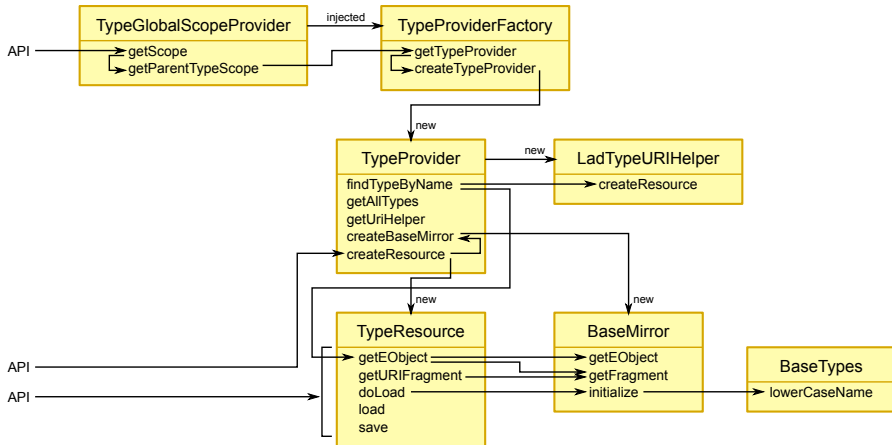 TypeGlobalScopeProvider
injected
TypeProviderFactory
API
getScope
getParentTypeScope
getTypeProvider
createTypeProvider
new
TypeProvider
new
LadTypeURIHelper
findTypeByName
getAllTypes
getUriHelper
createBaseMirror
createResource
createResource
new
new
TypeResource
BaseMirror
API
getEObject
getURIFragment
doLoad
load
save
getEObject
getFragment
initialize
BaseTypes
lowerCaseName
API